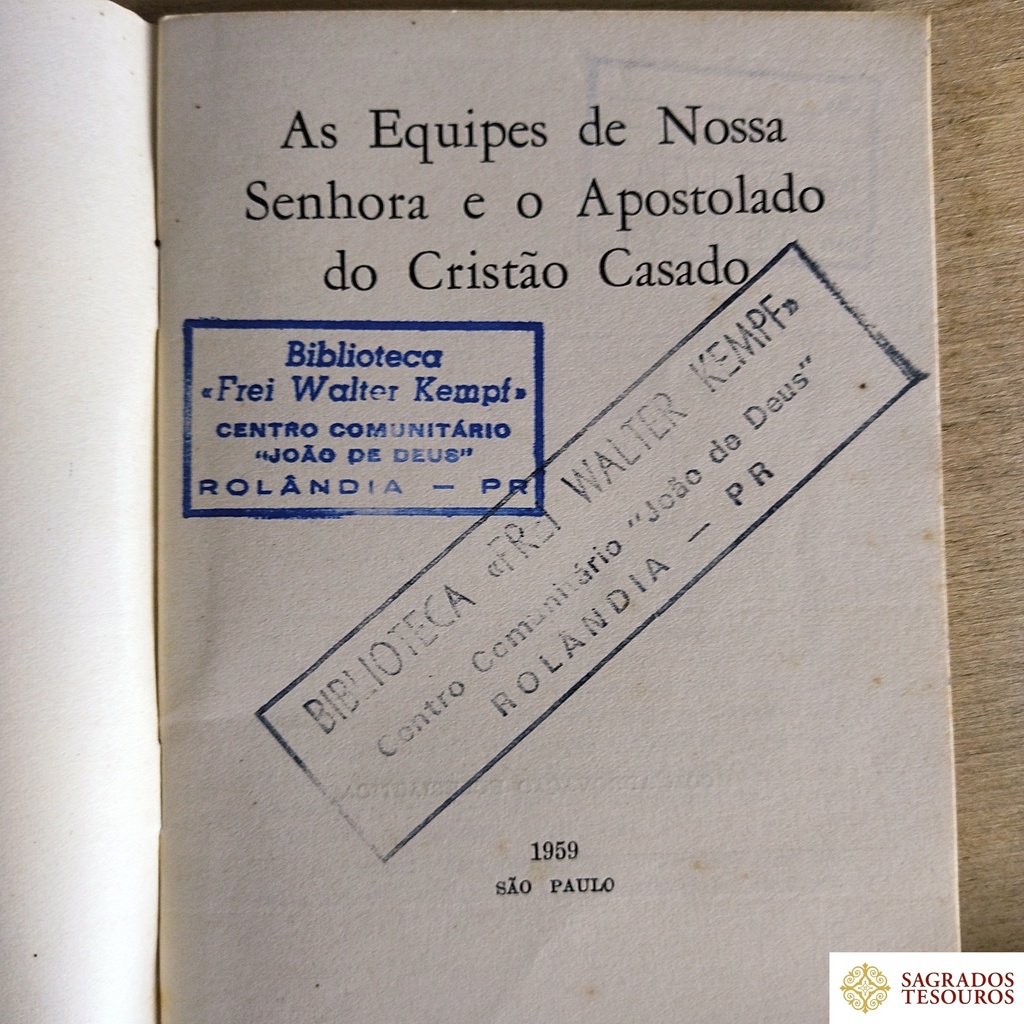 As Equipes de Nossa
Senhora e o Apostolado
do Cristão Casado
Biblioteca
«Frei Walter Kempf»
CENTRO COMUNITÁRIO
"JOÃO DE DEUS"
ROLÂNDIA — PR
BIBLIOTECA «FREI WALTER KEMPF»
Centro Comunitário "João de Deus"
ROLÂNDIA — PR
1959
SÃO PAULO
SAGRADOS
TESOUROS